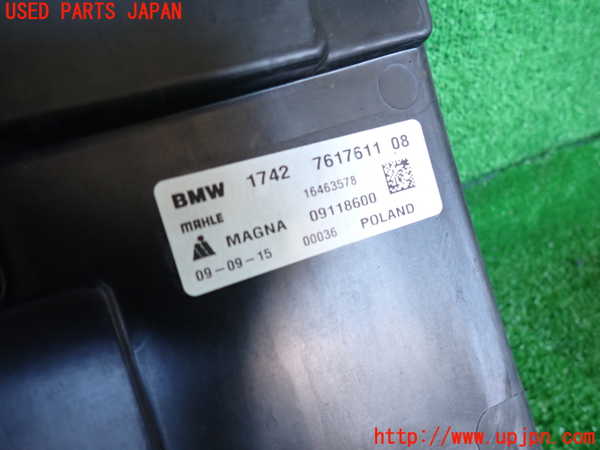 USED PARTS JAPAN
BMW 1742 7617611 08
16463578
MAHLE
MAGNA 09118600
09-09-15 00036 POLAND
http://www.upjpn.com/